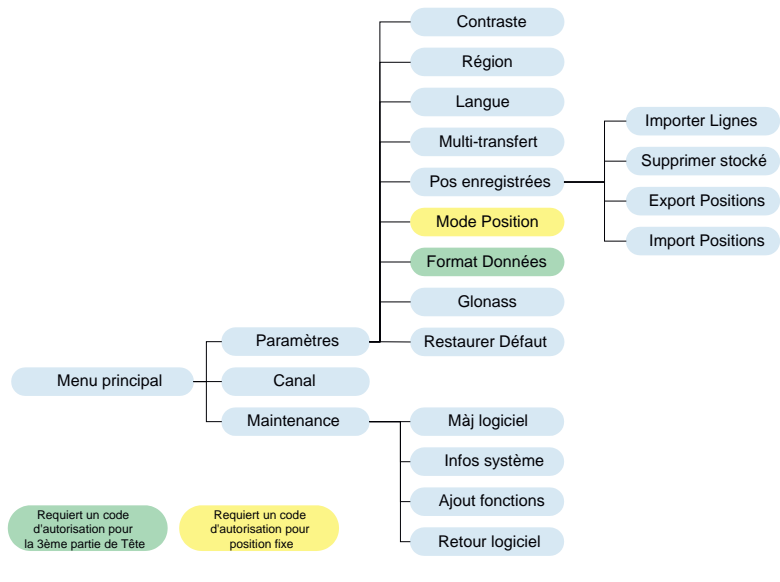 Contraste
Région
Langue
Multi-transfert
Pos enregistrées
Mode Position
Format Données
Glonass
Restaurer Défaut
Importer Lignes
Supprimer stocké
Export Positions
Import Positions
Paramètres
Menu principal
Canal
Maintenance
Màj logiciel
Infos système
Ajout fonctions
Retour logiciel
Requiert un code
d'autorisation pour
la 3ème partie de Tête
Requiert un code
d'autorisation pour
position fixe